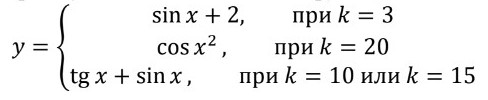 sin x + 2, при k = 3
y = { cos x², при k = 20
tg x + sin x, при k = 10 или k = 15